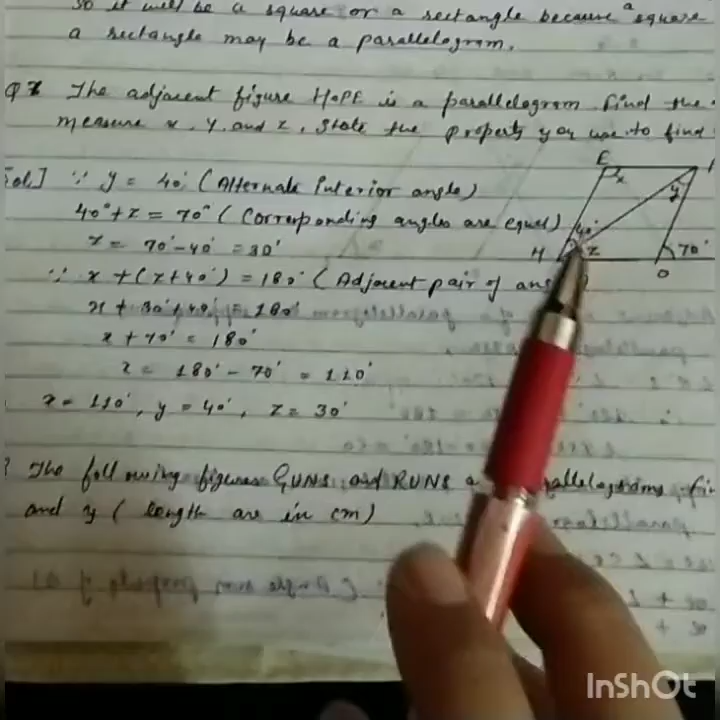 so it will be a square or a rectangle because a square
a rectangle may be a parallelogram.
Q7 The adjacent figure HOPE is a parallelogram. Find the
measure x, y and z, State the property you use to find
Sol] ∵ y = 40° (Alternate interior angle)
40° + z = 70° (Corresponding angles are equal)
z = 70° - 40° = 30°
∵ x + (z + 40°) = 180° (Adjacent pair of ang
x + 30° + 40° = 180°
x + 70° = 180°
x = 180° - 70° = 110°
x = 110°, y = 40°, z = 30°
E
x
y
40°
H
z
70°
O
The following figures GUNS and RUNS a
and y (length are in cm)
InShOt